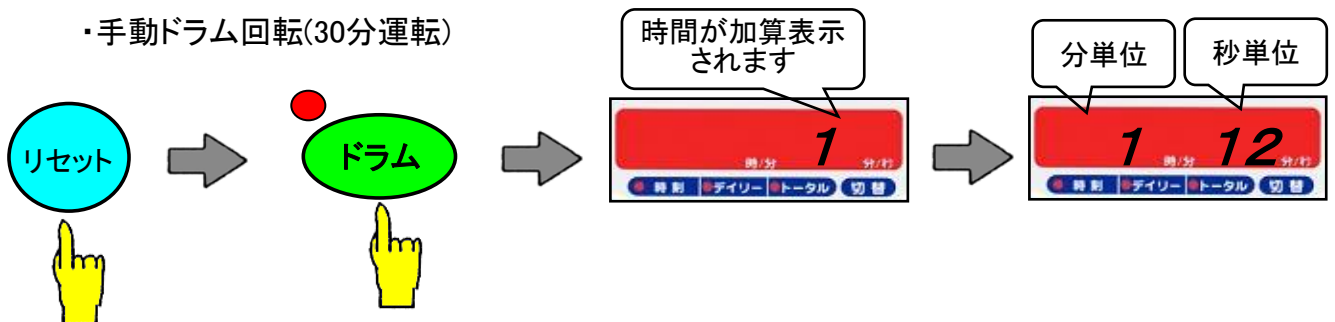 ・手動ドラム回転(30分運転)
リセット
ドラム
時間が加算表示
されます
1
時/分
分/秒
時刻
デイリー
トータル
切替
分単位
秒単位
1
12
時/分
分/秒
時刻
デイリー
トータル
切替